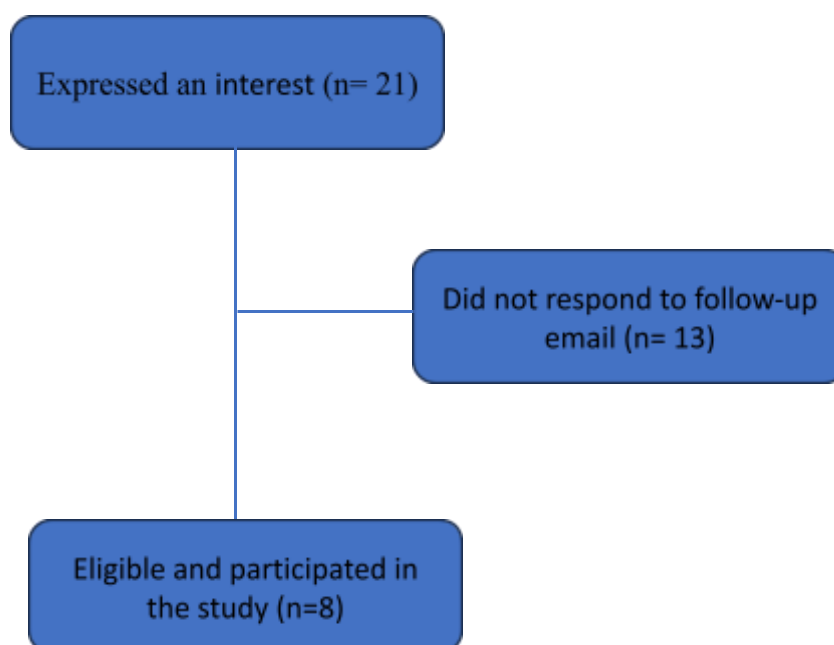 Expressed an interest (n= 21)
Did not respond to follow-up
email (n= 13)
Eligible and participated in
the study (n=8)